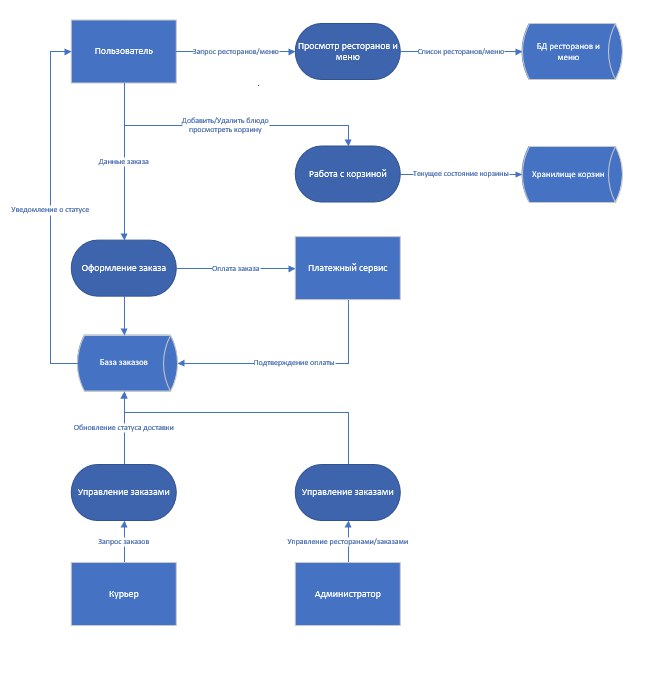 Пользователь
Запрос ресторанов/меню
Просмотр ресторанов и
меню
Список ресторанов/меню
БД ресторанов и
меню
Добавить/Удалить блюдо
просмотреть корзину
Данные заказа
Работа с корзиной
Текущее состояние корзины
Хранилище корзин
Уведомление о статусе
Оформление заказа
Оплата заказа
Платежный сервис
База заказов
Подтверждение оплаты
Обновление статуса доставки
Управление заказами
Управление заказами
Запрос заказов
Управление ресторанами/заказами
Курьер
Администратор